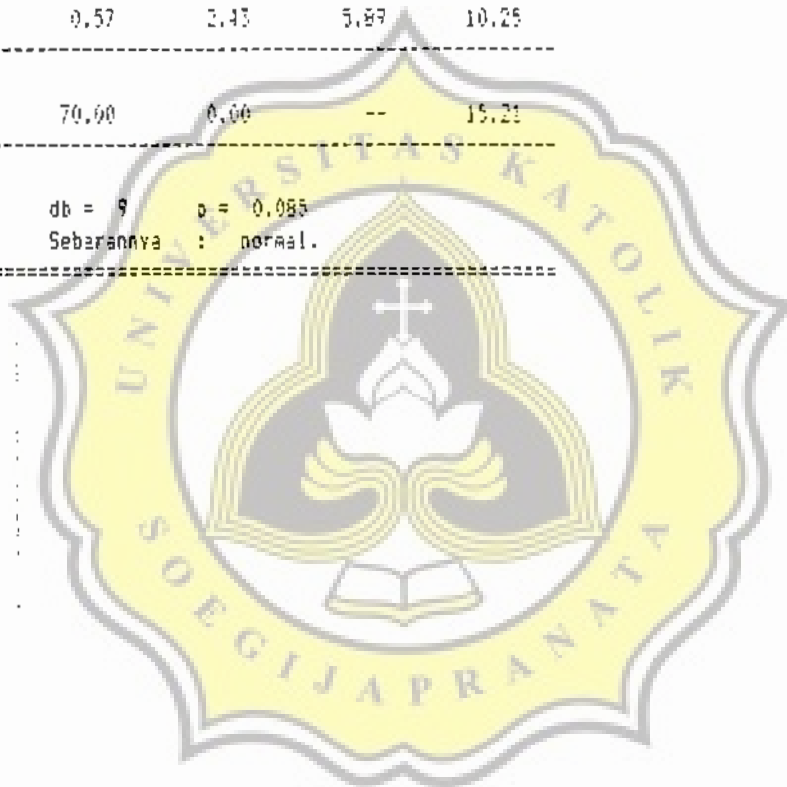 0.57 2.43 5.89 10.25
70.00 0.00 -- 15.21
db = 9 p = 0.085
Sebarannya : normal.
UNIVERSITAS KATOLIK
SOEGIJAPRANATA